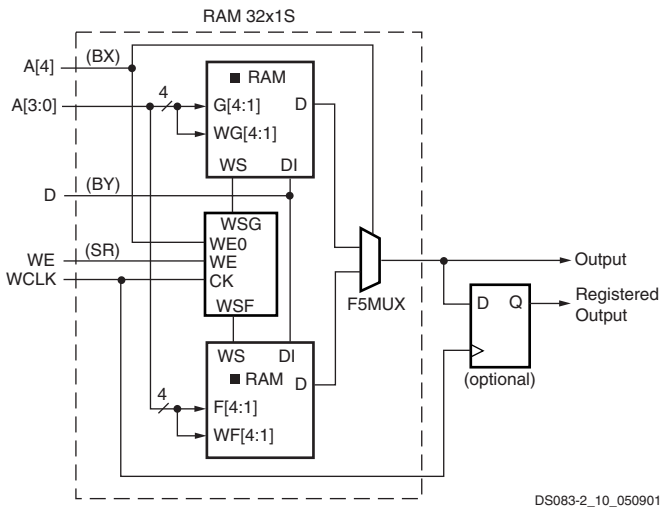 RAM 32x1S
A[4]
(BX)
A[3:0]
4
RAM
G[4:1]
D
WG[4:1]
WS
DI
D
(BY)
WSG
WE0
WE
(SR)
WE
WCLK
CK
WSF
F5MUX
Output
D
Q
Registered
Output
(optional)
WS
DI
RAM
D
4
F[4:1]
WF[4:1]
DS083-2_10_050901